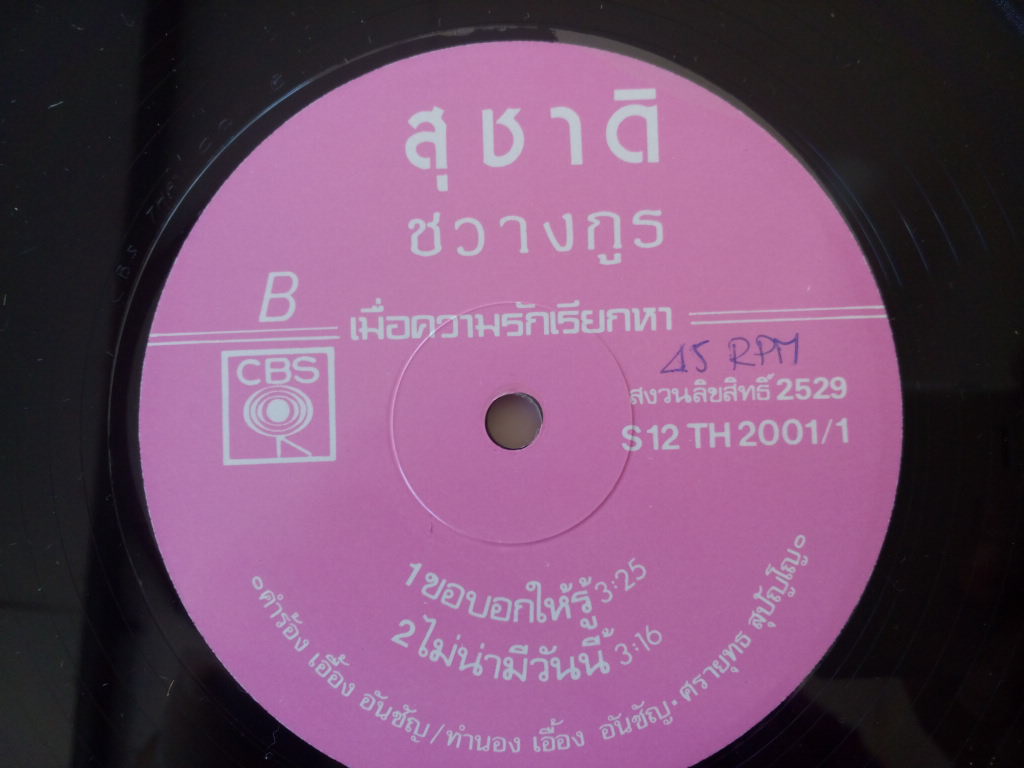 สุชาติ
ชวางกูร
B
เมื่อความรักเรียกหา
45 RPM
CBS
สงวนลิขสิทธิ์ 2529
S 12 TH 2001/1
1 ขอบอกให้รู้ 3:25
2 ไม่น่ามีวันนี้ 3:16
คำร้อง เอื้อง อันชัญ / ทำนอง เอื้อง อันชัญ • ศรายุทธ สุปัญโญ